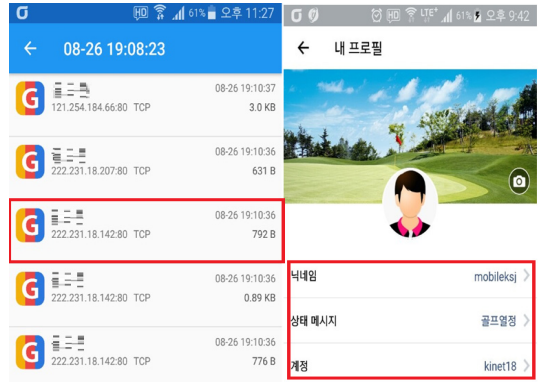 HD 61% 오후 11:27
← 08-26 19:08:23
08-26 19:10:37
121.254.184.66:80 TCP 3.0 KB
08-26 19:10:36
222.231.18.207:80 TCP 631 B
08-26 19:10:36
222.231.18.142:80 TCP 792 B
08-26 19:10:36
222.231.18.142:80 TCP 0.89 KB
08-26 19:10:36
222.231.18.142:80 TCP 776 B
HD LTE+ 61% 오후 9:42
← 내 프로필
닉네임 mobileksj
상태 메시지 골프열정
계정 kinet18